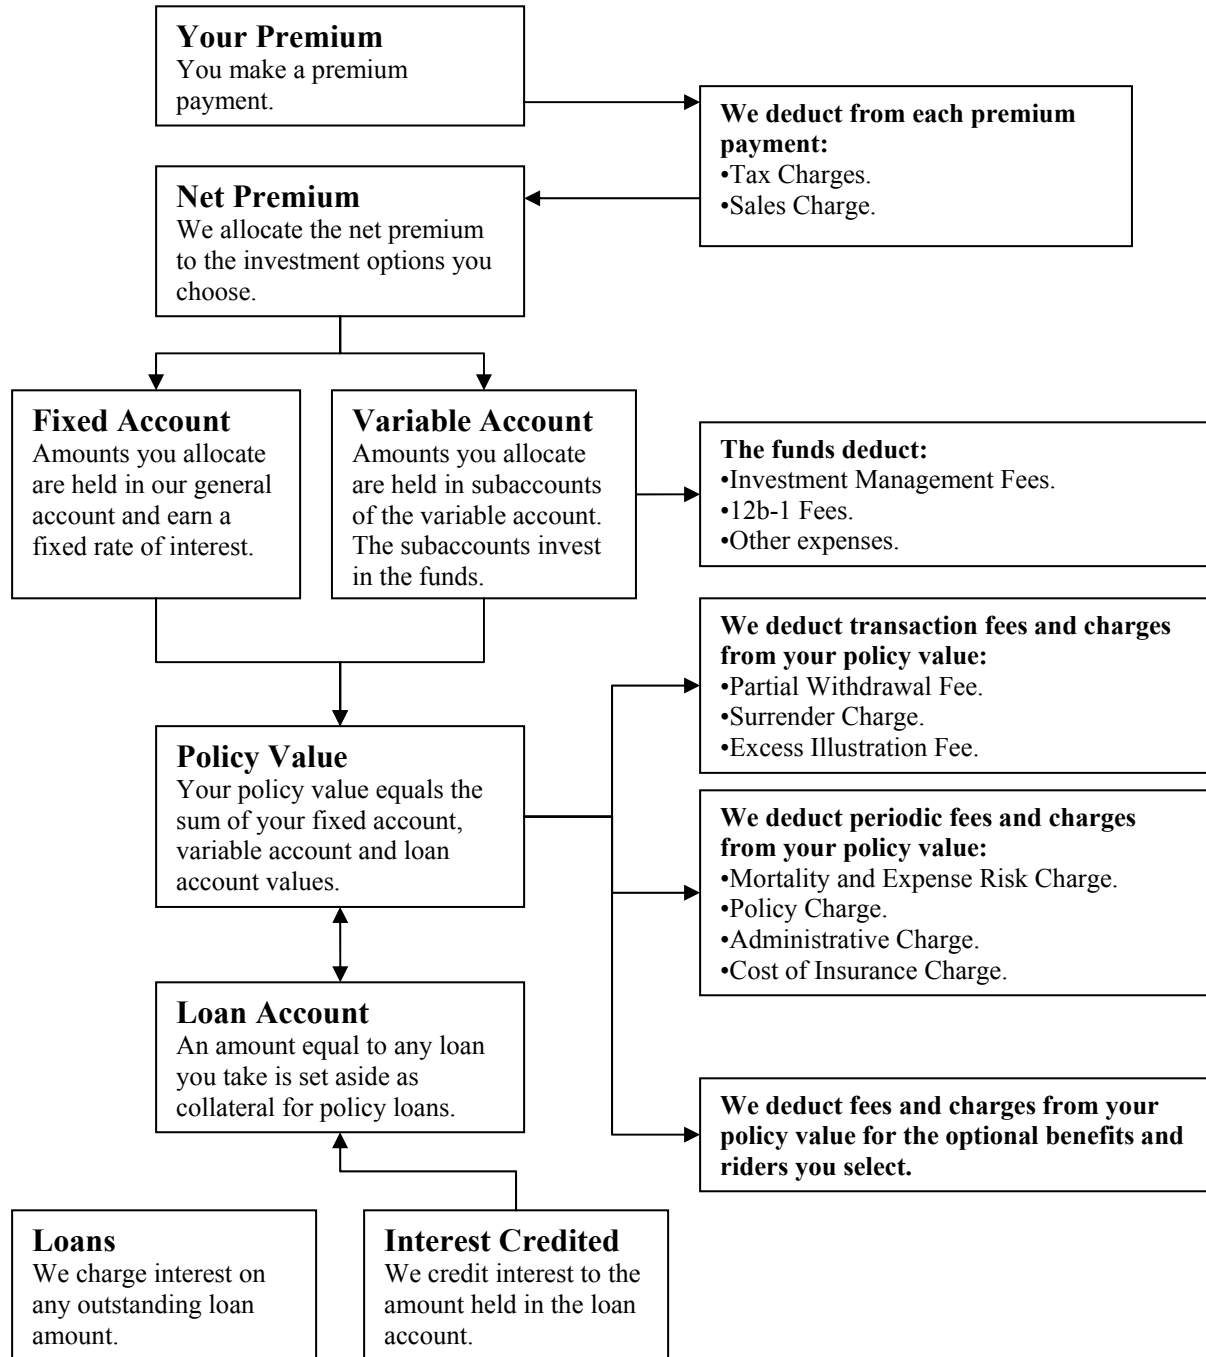 Your Premium
You make a premium
payment.
We deduct from each premium
payment:
•Tax Charges.
•Sales Charge.
Net Premium
We allocate the net premium
to the investment options you
choose.
Fixed Account
Amounts you allocate
are held in our general
account and earn a
fixed rate of interest.
Variable Account
Amounts you allocate
are held in subaccounts
of the variable account.
The subaccounts invest
in the funds.
The funds deduct:
•Investment Management Fees.
•12b-1 Fees.
•Other expenses.
We deduct transaction fees and charges
from your policy value:
•Partial Withdrawal Fee.
•Surrender Charge.
•Excess Illustration Fee.
Policy Value
Your policy value equals the
sum of your fixed account,
variable account and loan
account values.
We deduct periodic fees and charges
from your policy value:
•Mortality and Expense Risk Charge.
•Policy Charge.
•Administrative Charge.
•Cost of Insurance Charge.
Loan Account
An amount equal to any loan
you take is set aside as
collateral for policy loans.
We deduct fees and charges from your
policy value for the optional benefits and
riders you select.
Loans
We charge interest on
any outstanding loan
amount.
Interest Credited
We credit interest to the
amount held in the loan
account.